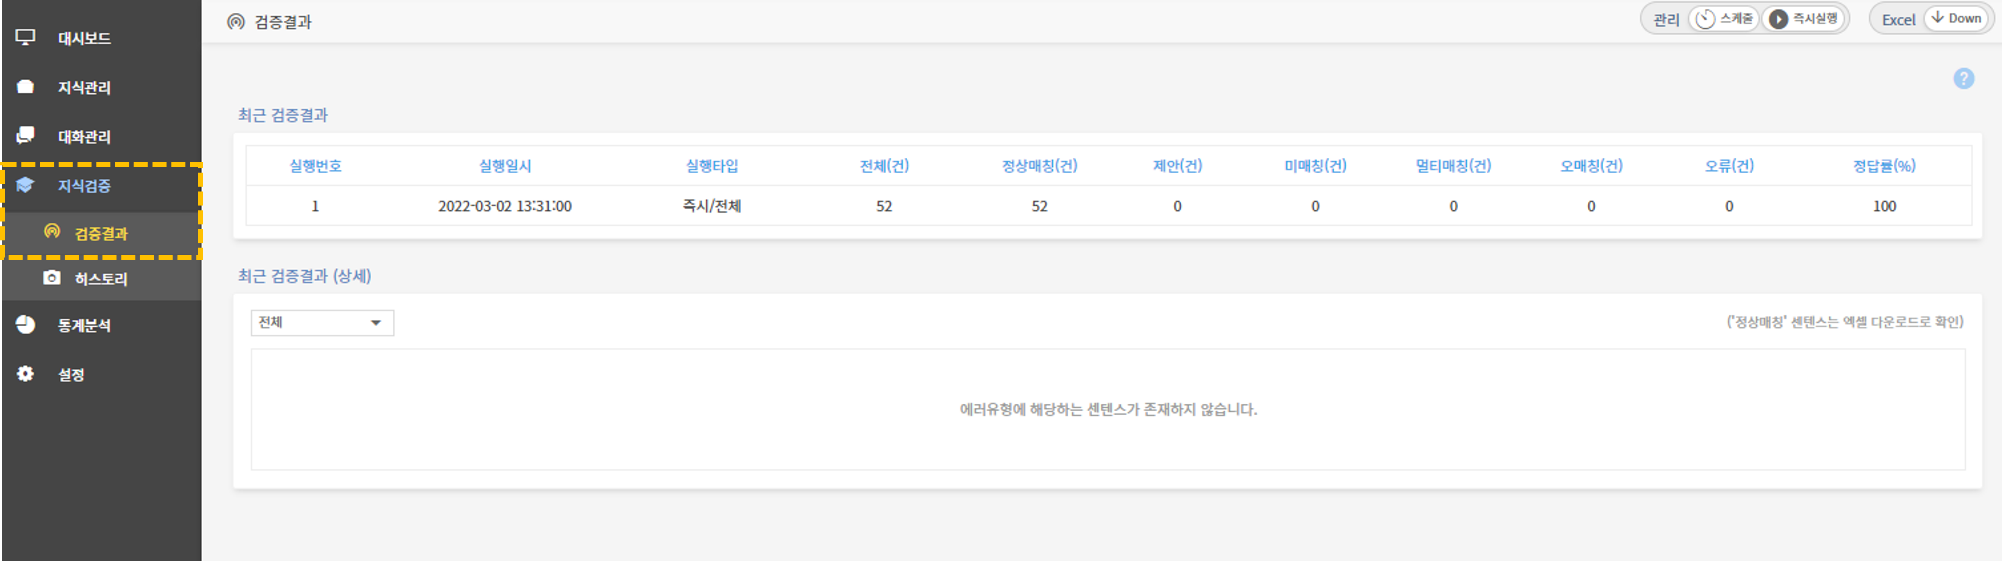 대시보드
지식관리
대화관리
지식검증
검증결과
히스토리
통계분석
설정
검증결과
관리 스케줄 즉시실행 Excel Down
?
최근 검증결과
실행번호 실행일시 실행타입 전체(건) 정상매칭(건) 제안(건) 미매칭(건) 멀티매칭(건) 오매칭(건) 오류(건) 정답률(%)
1 2022-03-02 13:31:00 즉시/전체 52 52 0 0 0 0 0 100
최근 검증결과 (상세)
전체 ('정상매칭' 센텐스는 엑셀 다운로드로 확인)
에러유형에 해당하는 센텐스가 존재하지 않습니다.